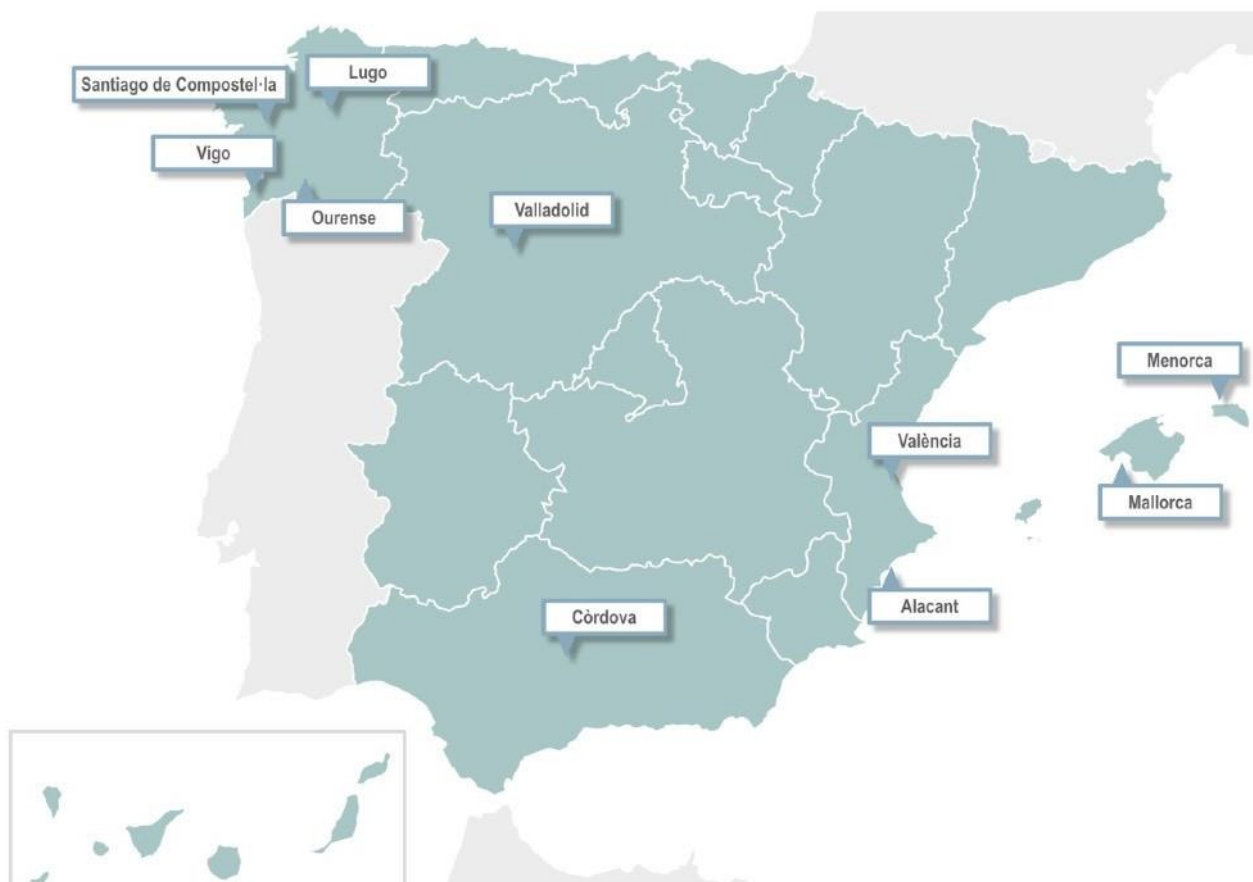 Lugo
Santiago de Compostel·la
Vigo
Ourense
Valladolid
Menorca
València
Mallorca
Alacant
Còrdova